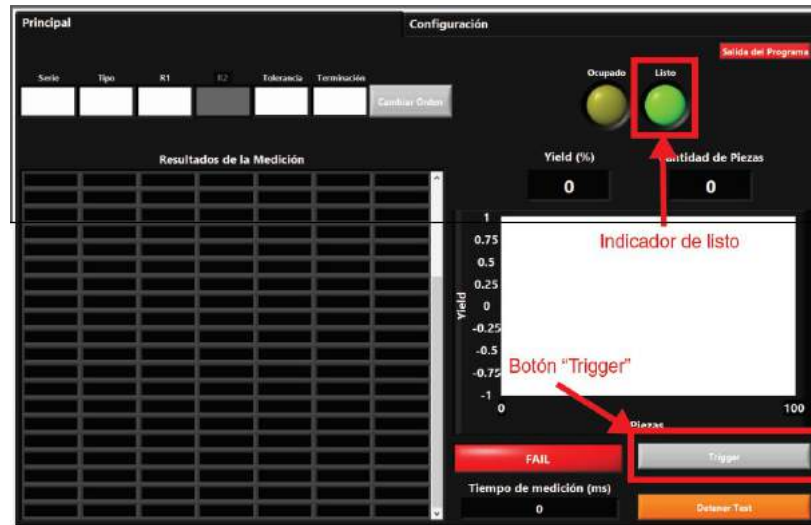 Principal
Configuración
Salida del Programa
Serie Tipo R1 R2 Tolerancia Terminación
Cambiar Orden
Ocupado Listo
Resultados de la Medición
Yield (%)
antidad de Piezas
0 0
Indicador de listo
1
0.75
0.5
0.25
0
-0.25
-0.5
-0.75
-1
Yield
Botón “Trigger”
0 100
Piezas
FAIL
Trigger
Tiempo de medición (ms)
0
Detener Test